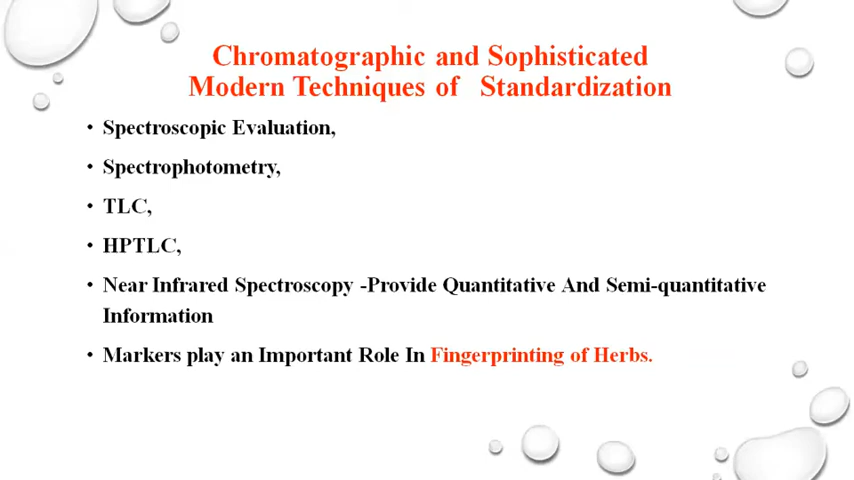 Chromatographic and Sophisticated
Modern Techniques of Standardization
• Spectroscopic Evaluation,
• Spectrophotometry,
• TLC,
• HPTLC,
• Near Infrared Spectroscopy -Provide Quantitative And Semi-quantitative
Information
• Markers play an Important Role In Fingerprinting of Herbs.